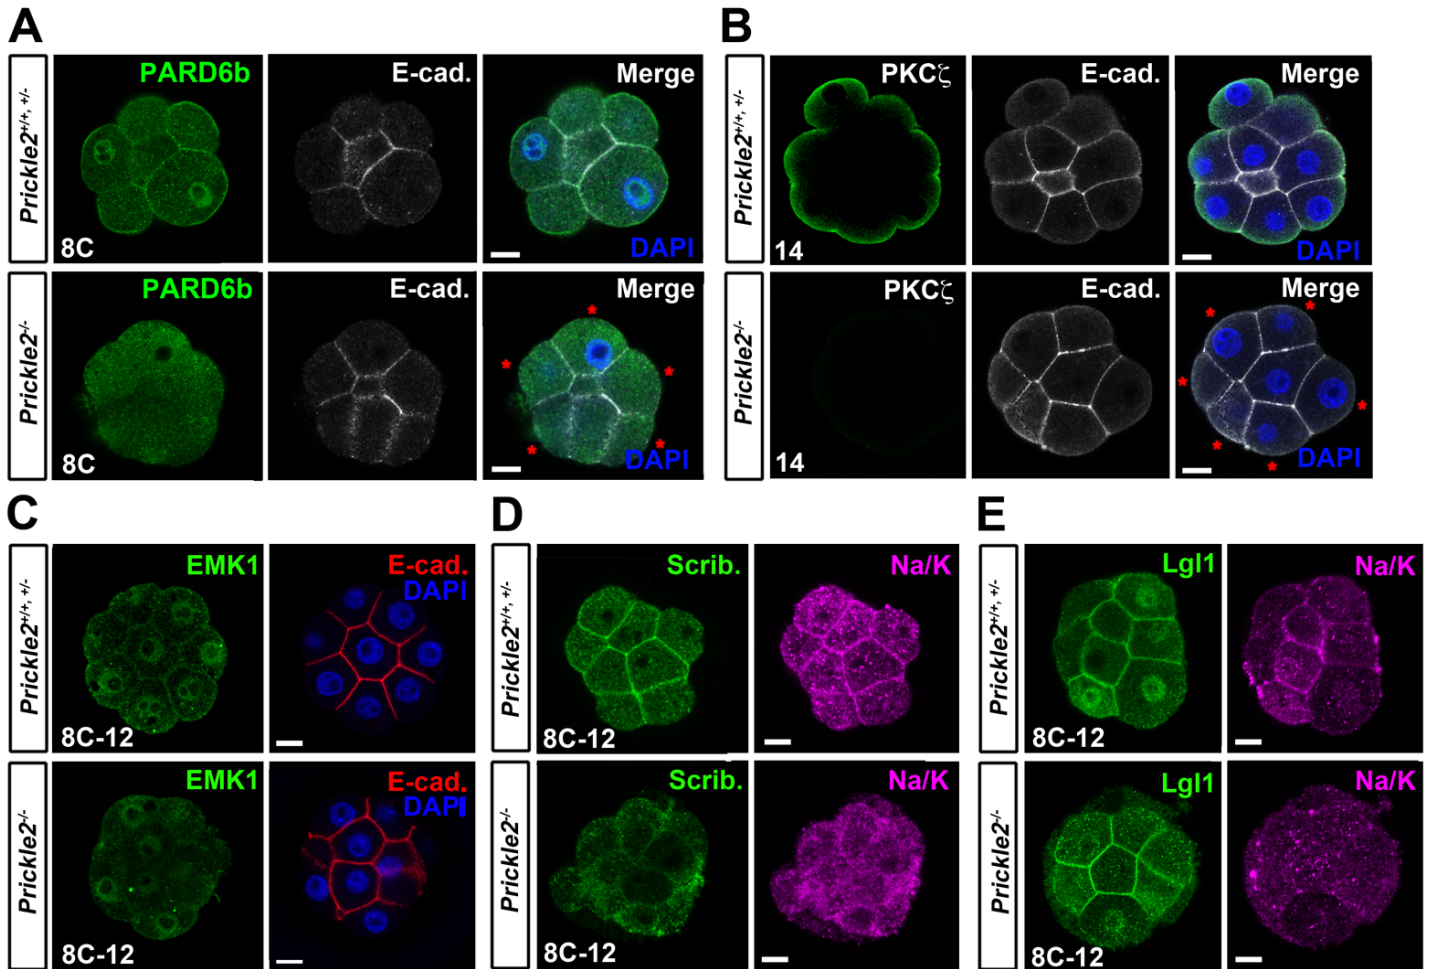 A
B
Prickle2+/+, +/-
PARD6b
E-cad.
Merge
8C
DAPI
Prickle2+/+, +/-
PKCζ
E-cad.
Merge
14
DAPI
Prickle2-/-
PARD6b
E-cad.
Merge
* * * * *
8C
DAPI
Prickle2-/-
PKCζ
E-cad.
Merge
* * * * * *
14
DAPI
C
D
E
Prickle2+/+, +/-
EMK1
E-cad.
DAPI
8C-12
Prickle2+/+, +/-
Scrib.
Na/K
8C-12
Prickle2+/+, +/-
Lgl1
Na/K
8C-12
Prickle2-/-
EMK1
E-cad.
DAPI
8C-12
Prickle2-/-
Scrib.
Na/K
8C-12
Prickle2-/-
Lgl1
Na/K
8C-12